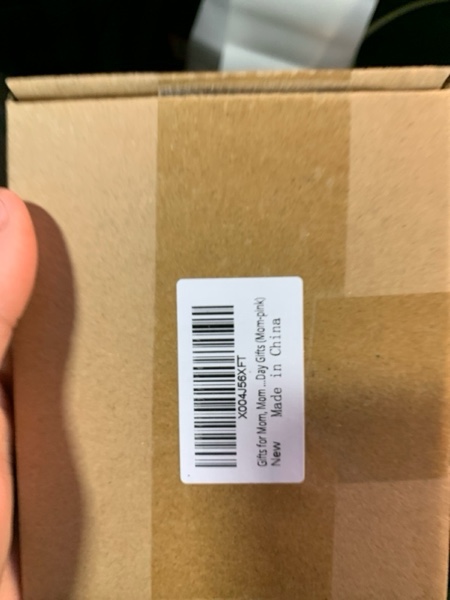 X004J56XFT
Gifts for Mom, Mom ...Day Gifts (Mom-pink)
New Made in China